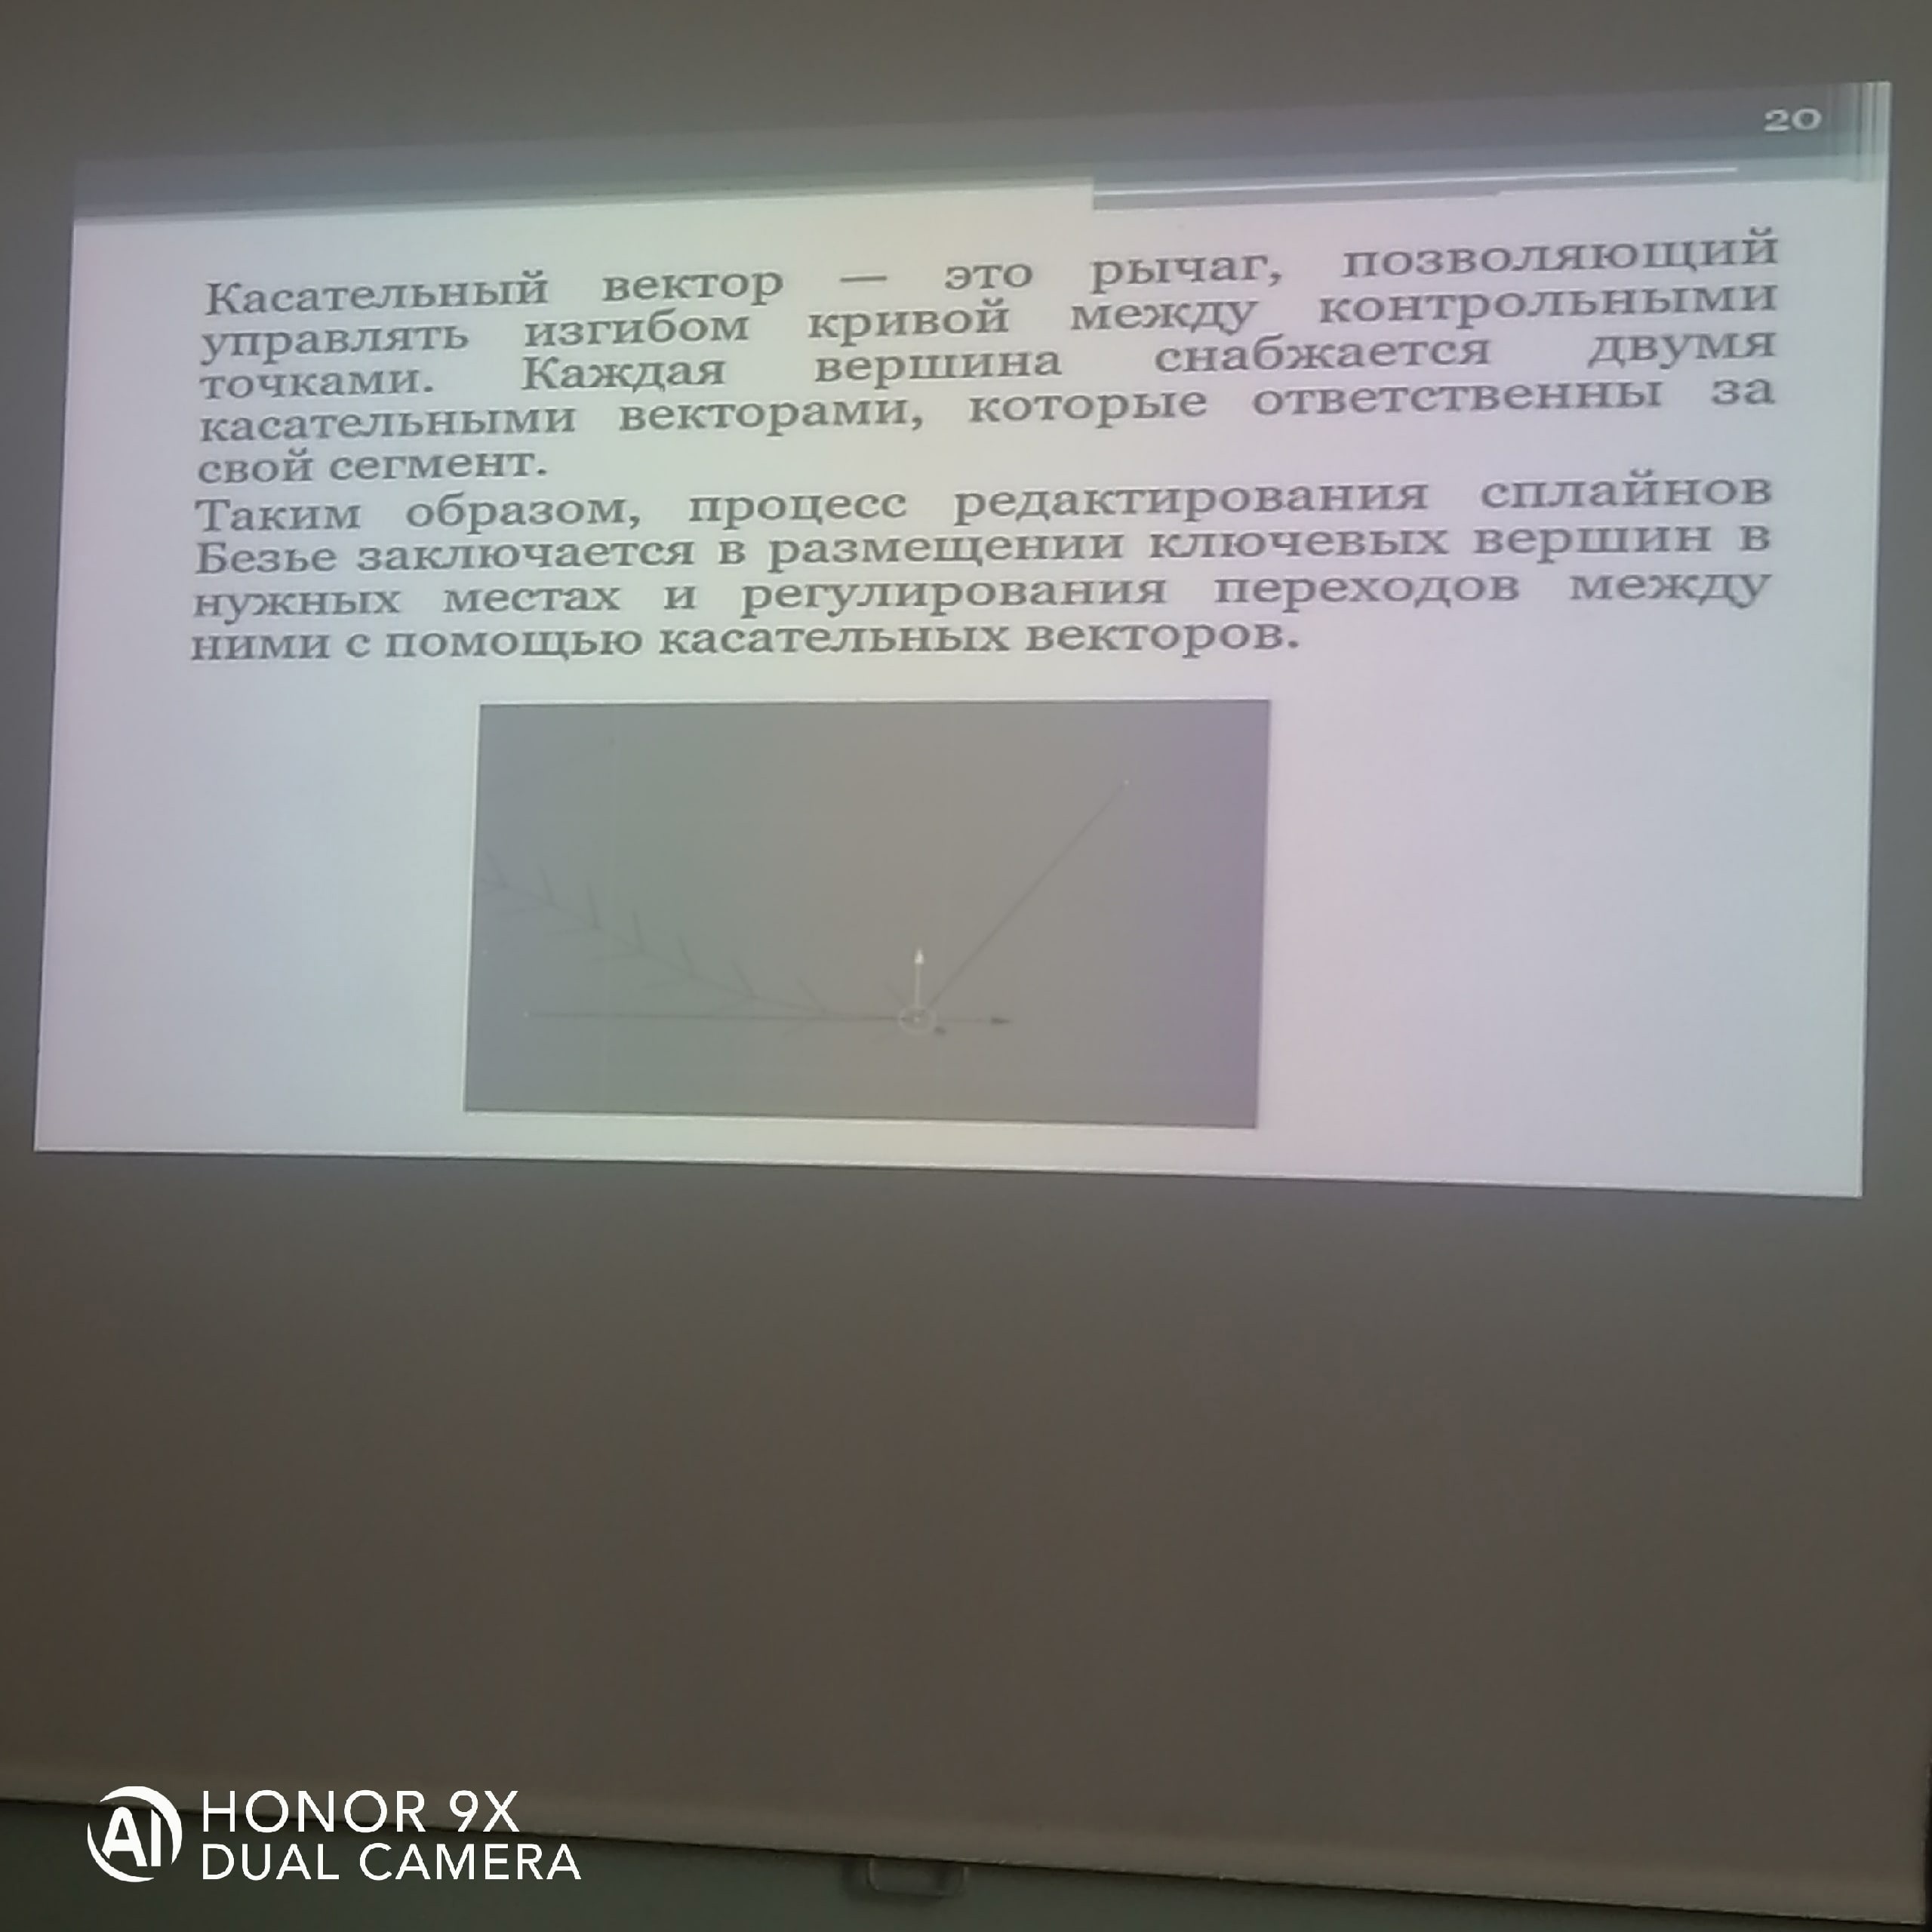 20
Касательный вектор — это рычаг, позволяющий
управлять изгибом кривой между контрольными
точками. Каждая вершина снабжается двумя
касательными векторами, которые ответственны за
свой сегмент.
Таким образом, процесс редактирования сплайнов
Безье заключается в размещении ключевых вершин в
нужных местах и регулирования переходов между
ними с помощью касательных векторов.
AI HONOR 9X
DUAL CAMERA